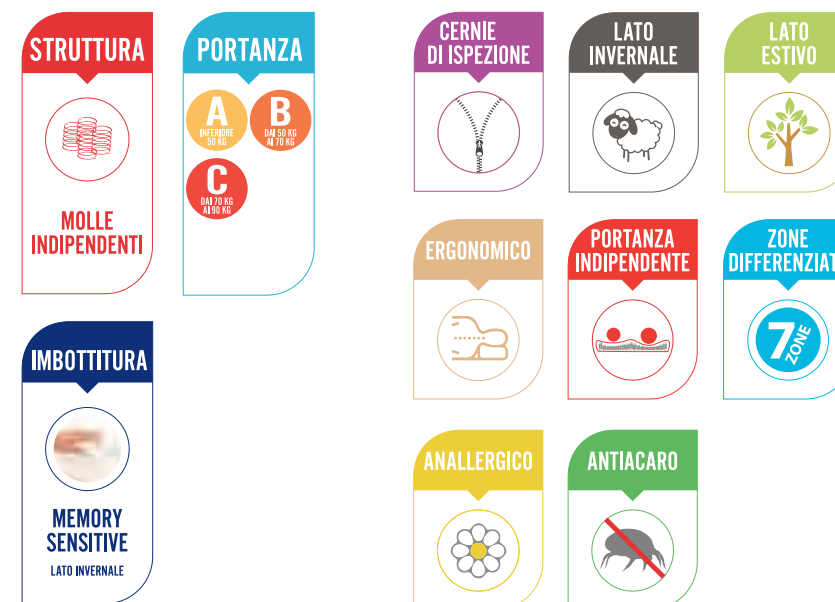 STRUTTURA
MOLLE
INDIPENDENTI
PORTANZA
A
INFERIORE
50 KG
B
DAI 50 KG
AI 70 KG
C
DAI 70 KG
AI 90 KG
IMBOTTITURA
MEMORY
SENSITIVE
LATO INVERNALE
CERNIE
DI ISPEZIONE
LATO
INVERNALE
LATO
ESTIVO
ERGONOMICO
PORTANZA
INDIPENDENTE
ZONE
DIFFERENZIAT
7 ZONE
ANALLERGICO
ANTIACARO